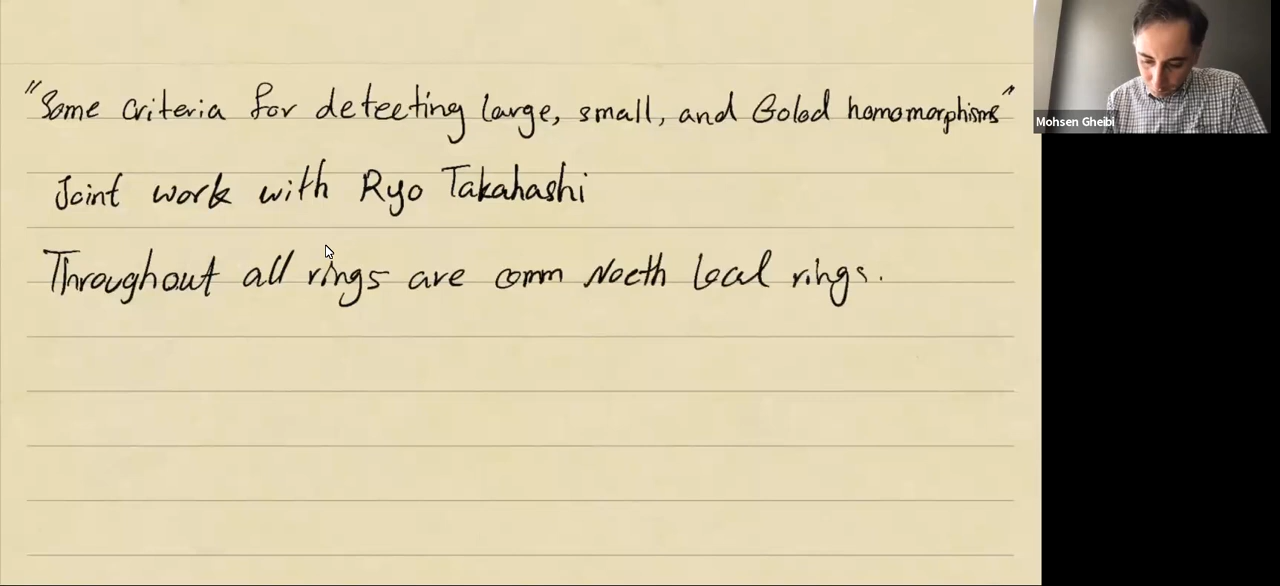 "Some criteria for detecting large, small, and Golod homomorphisms"
Joint work with Ryo Takahashi
Throughout all rings are comm Noeth local rings.
Mohsen Gheibi